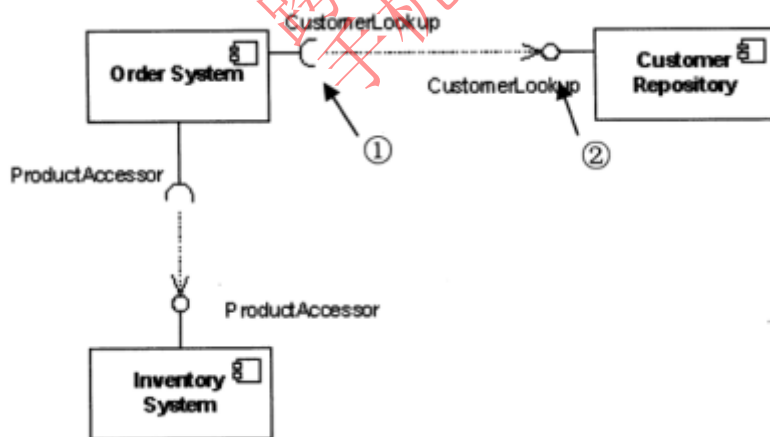 CustomerLookup
Order System
Customer
Repository
CustomerLookup
①
②
ProductAccessor
ProductAccessor
Inventory
System